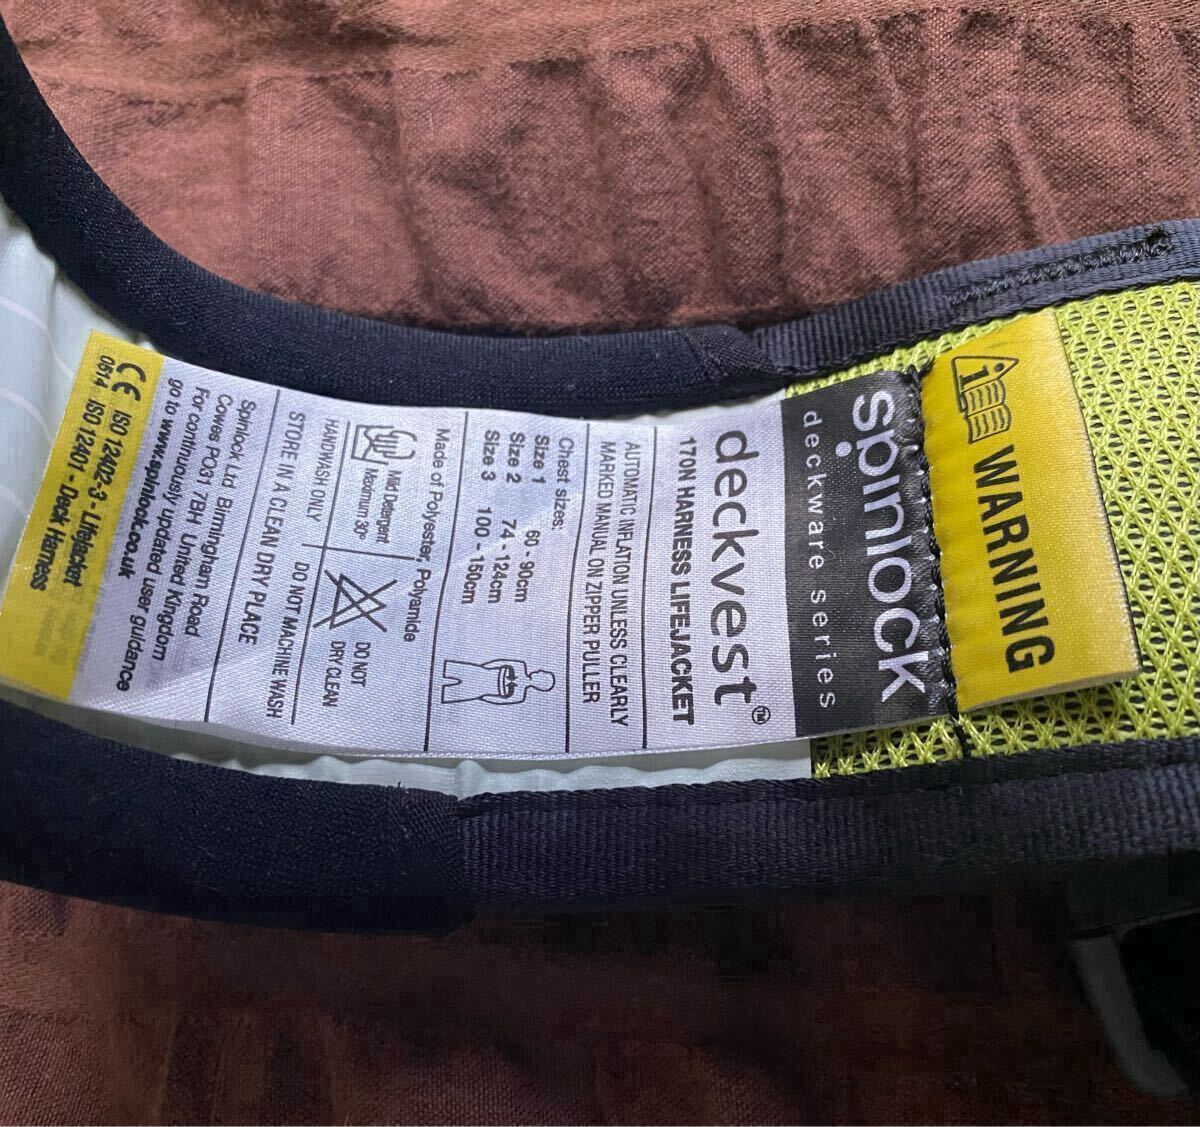 WARNING
spinlock
deckware series
deckvest™
170N HARNESS LIFEJACKET
AUTOMATIC INFLATION UNLESS CLEARLY
MARKED MANUAL ON ZIPPER PULLER
Chest sizes:
Size 1 60 - 90cm
Size 2 74 - 124cm
Size 3 100 - 150cm
Made of Polyester, Polyamide
Mild Detergent
Maximum 30°
DO NOT
DRY CLEAN
HANDWASH ONLY
DO NOT MACHINE WASH
STORE IN A CLEAN DRY PLACE
Spinlock Ltd Birmingham Road
Cowes PO31 7BH United Kingdom
For continuously updated user guidance
go to www.spinlock.co.uk
CE ISO 12402-3 - Lifejacket
0614 ISO 12401 - Deck Harness